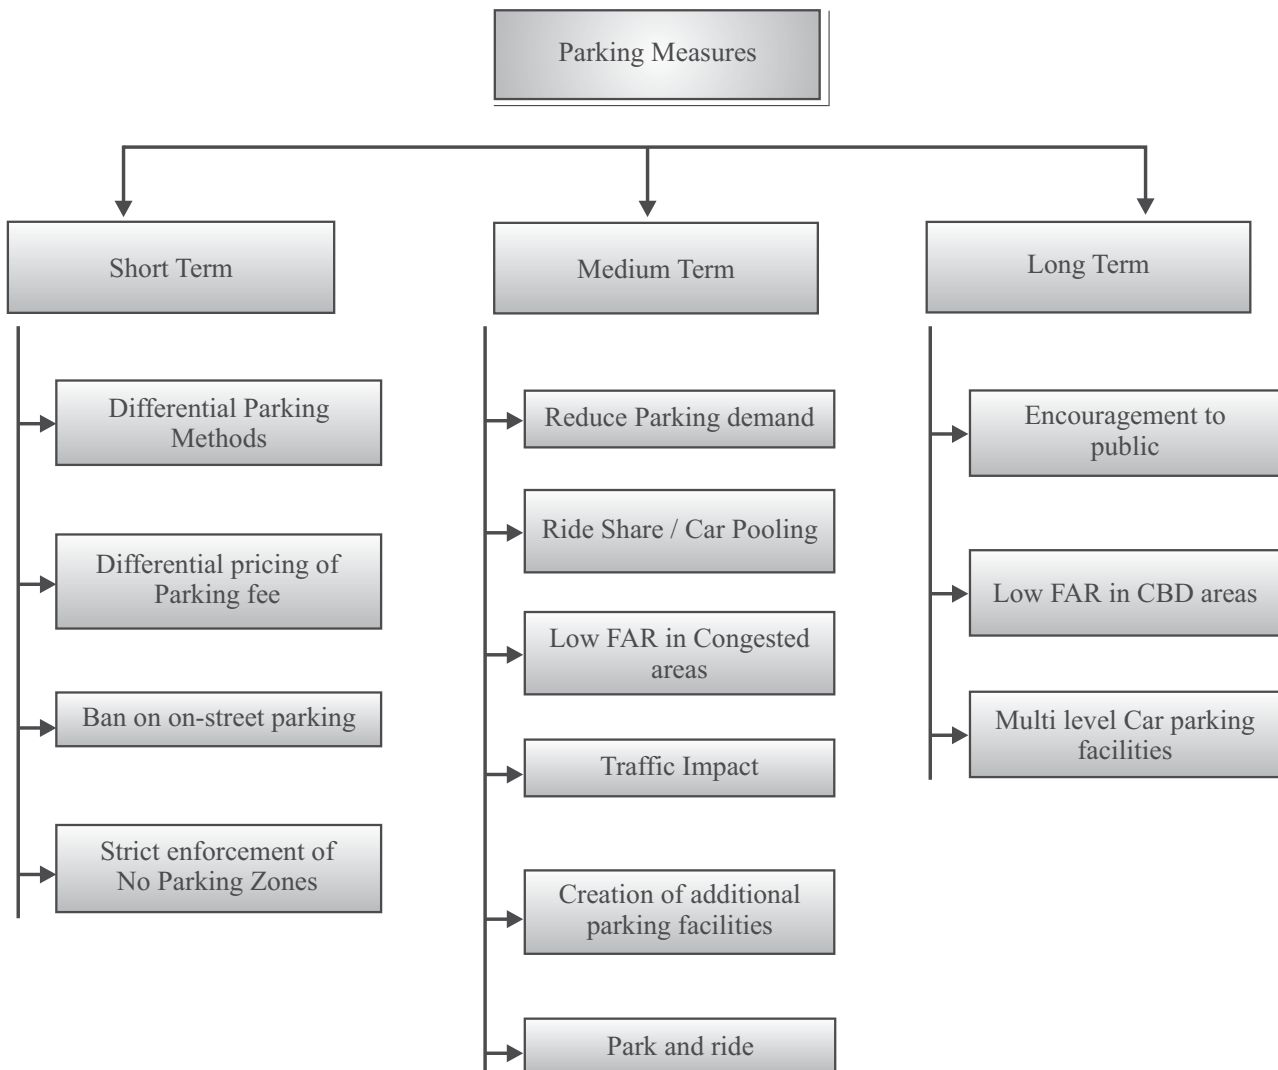 Parking Measures
Short Term
Medium Term
Long Term
Differential Parking
Methods
Differential pricing of
Parking fee
Ban on on-street parking
Strict enforcement of
No Parking Zones
Reduce Parking demand
Ride Share / Car Pooling
Low FAR in Congested
areas
Traffic Impact
Creation of additional
parking facilities
Park and ride
Encouragement to
public
Low FAR in CBD areas
Multi level Car parking
facilities